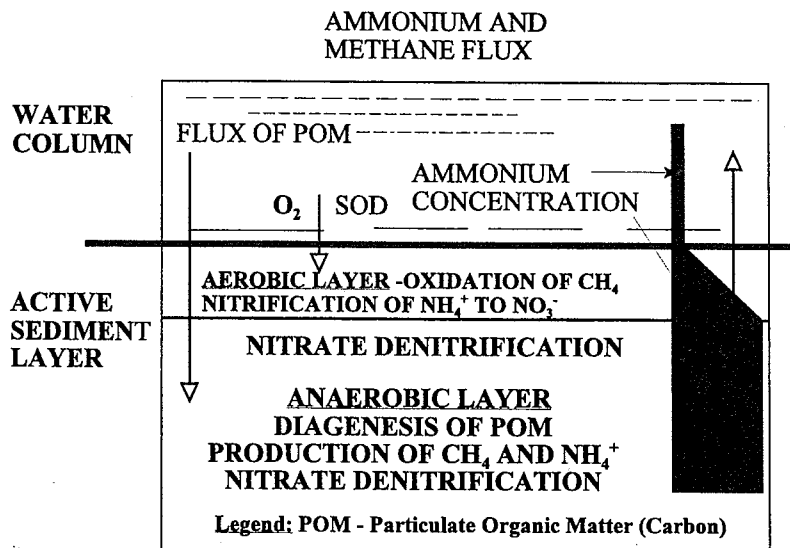 AMMONIUM AND
METHANE FLUX
WATER
COLUMN
FLUX OF POM
AMMONIUM
CONCENTRATION
O₂ SOD
ACTIVE
SEDIMENT
LAYER
AEROBIC LAYER -OXIDATION OF CH₄
NITRIFICATION OF NH₄⁺ TO NO₃⁻
NITRATE DENITRIFICATION
ANAEROBIC LAYER
DIAGENESIS OF POM
PRODUCTION OF CH₄ AND NH₄⁺
NITRATE DENITRIFICATION
Legend: POM - Particulate Organic Matter (Carbon)